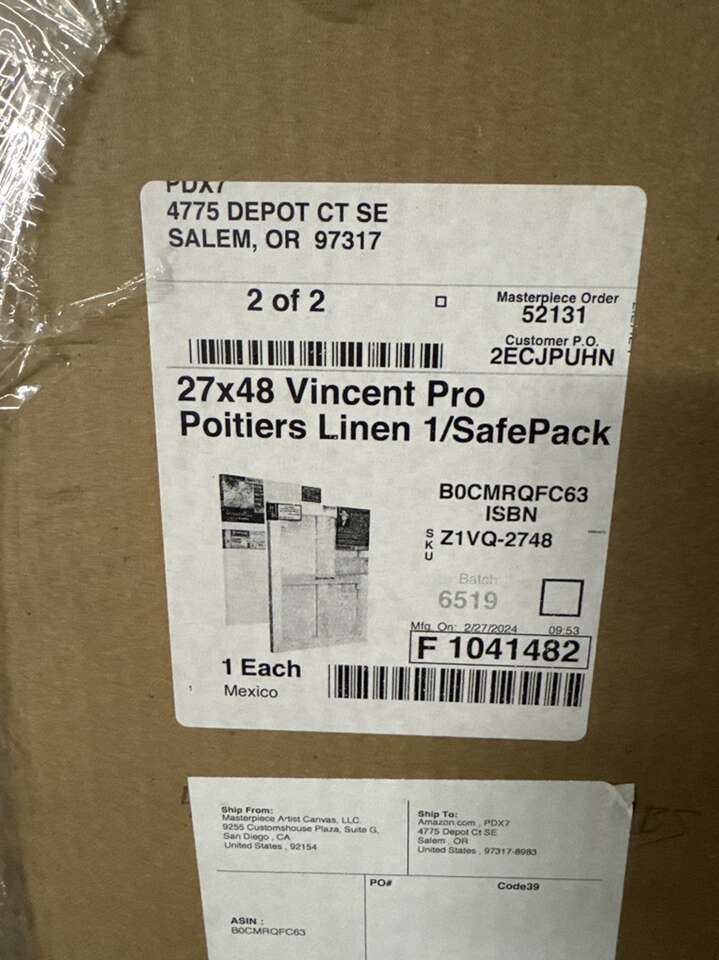 PDX7
4775 DEPOT CT SE
SALEM, OR 97317
2 of 2
Masterpiece Order
52131
Customer P.O.
2ECJPUHN
27x48 Vincent Pro
Poitiers Linen 1/SafePack
B0CMRQFC63
ISBN
SKU Z1VQ-2748
Batch
6519
Mfg. On: 2/27/2024 09:53
F 1041482
1 Each
Mexico
Ship From:
Masterpiece Artist Canvas, LLC.
9255 Customshouse Plaza, Suite G,
San Diego , CA
United States , 92154
Ship To:
Amazon.com , PDX7
4775 Depot Ct SE
Salem , OR
United States , 97317-8983
PO#
Code39
ASIN :
B0CMRQFC63